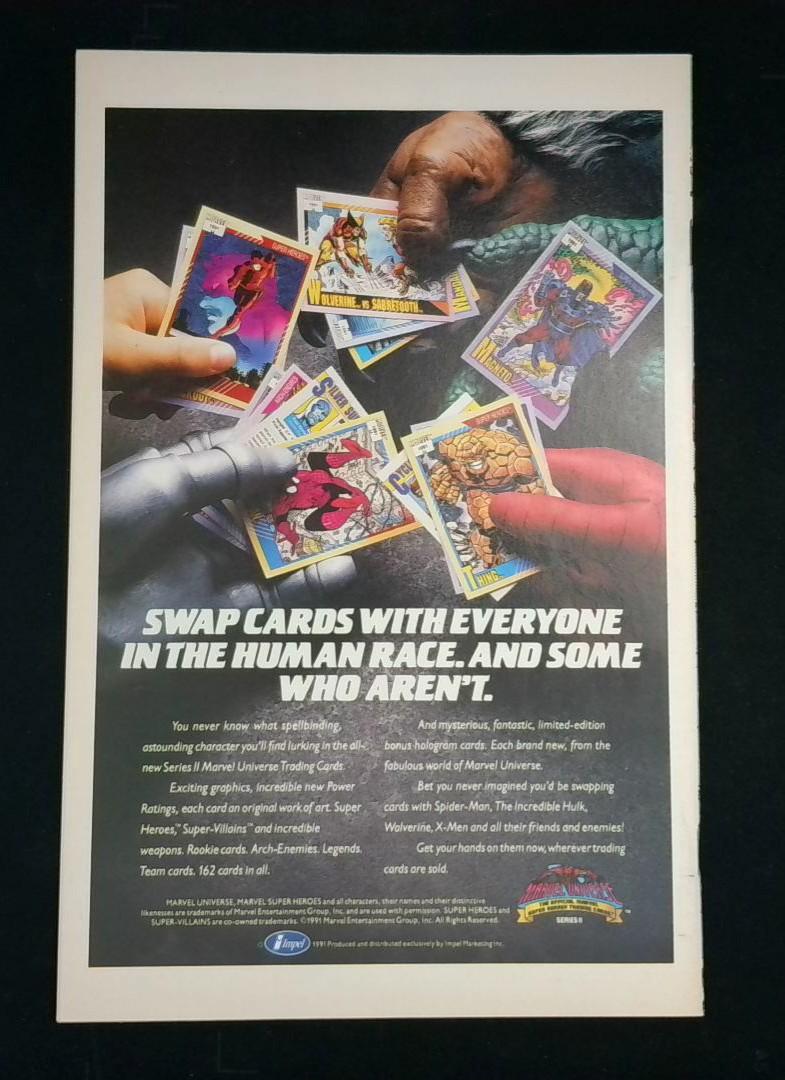 SUPER HEROES
WOLVERINE vs SABRETOOTH
MAGNETO
SILVER
SUPER HEROES
THING
SWAP CARDS WITH EVERYONE
IN THE HUMAN RACE. AND SOME
WHO AREN'T.
You never know what spellbinding,
astounding character you'll find lurking in the all-
new Series II Marvel Universe Trading Cards.
Exciting graphics, incredible new Power
Ratings, each card an original work of art. Super
Heroes,™ Super-Villains™ and incredible
weapons. Rookie cards. Arch-Enemies. Legends.
Team cards. 162 cards in all.
And mysterious, fantastic, limited-edition
bonus hologram cards. Each brand new, from the
fabulous world of Marvel Universe.
Bet you never imagined you'd be swapping
cards with Spider-Man, The Incredible Hulk,
Wolverine, X-Men and all their friends and enemies!
Get your hands on them now, wherever trading
cards are sold.
MARVEL UNIVERSE, MARVEL SUPER HEROES and all characters, their names and their distinctive
likenesses are trademarks of Marvel Entertainment Group, Inc. and are used with permission. SUPER HEROES and
SUPER-VILLAINS are co-owned trademarks. ©1991 Marvel Entertainment Group, Inc. All Rights Reserved.
MARVEL UNIVERSE
SERIES II
Impel 1991 Produced and distributed exclusively by Impel Marketing Inc.